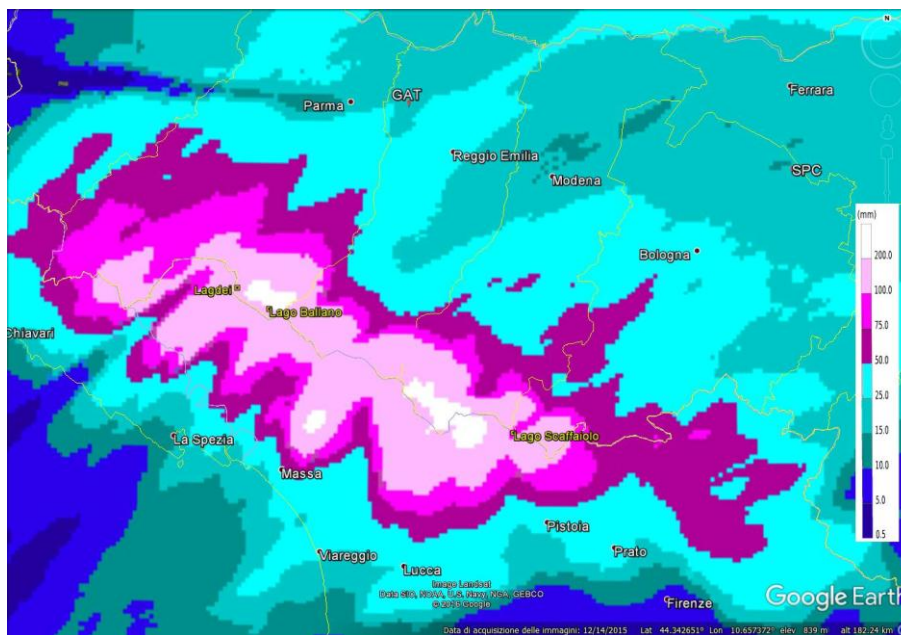 N
Parma
GAT
Ferrara
Reggio Emilia
Modena
SPC
(mm)
200.0
100.0
75.0
50.0
25.0
15.0
10.0
5.0
0.5
Bologna
Lagdei
Lago Ballano
Chiavari
Lago Scaffaiolo
La Spezia
Massa
Pistoia
Prato
Viareggio
Lucca
Firenze
Image Landsat
Data SIO, NOAA, U.S. Navy, NGA, GEBCO
© 2016 Google
Google Earth
Data di acquisizione delle immagini: 12/14/2015 Lat 44.342651° Lon 10.657372° elev 839 m alt 182.24 km